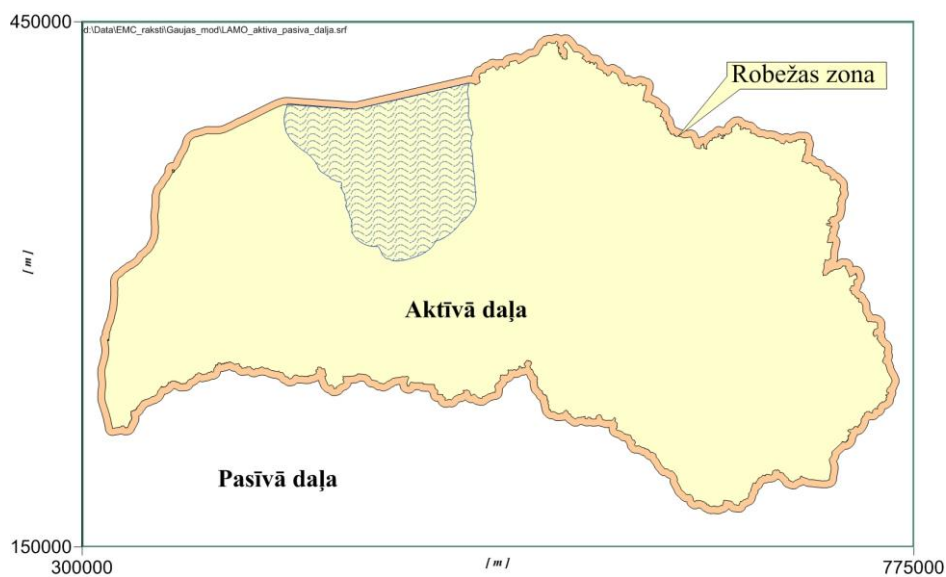 450000
d:\Data\EMC_raksti\Gaujas_mod\LAMO_aktiva_pasiva_dalja.srf
Robežas zona
[ m ]
Aktīvā daļa
Pasīvā daļa
150000
300000
[ m ]
775000